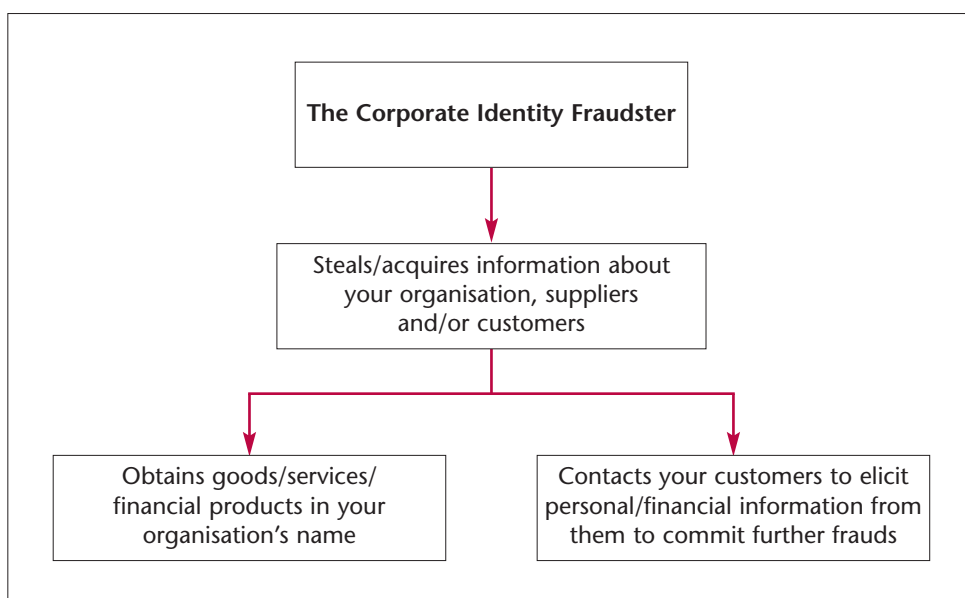 The Corporate Identity Fraudster
Steals/acquires information about
your organisation, suppliers
and/or customers
Obtains goods/services/
financial products in your
organisation’s name
Contacts your customers to elicit
personal/financial information from
them to commit further frauds